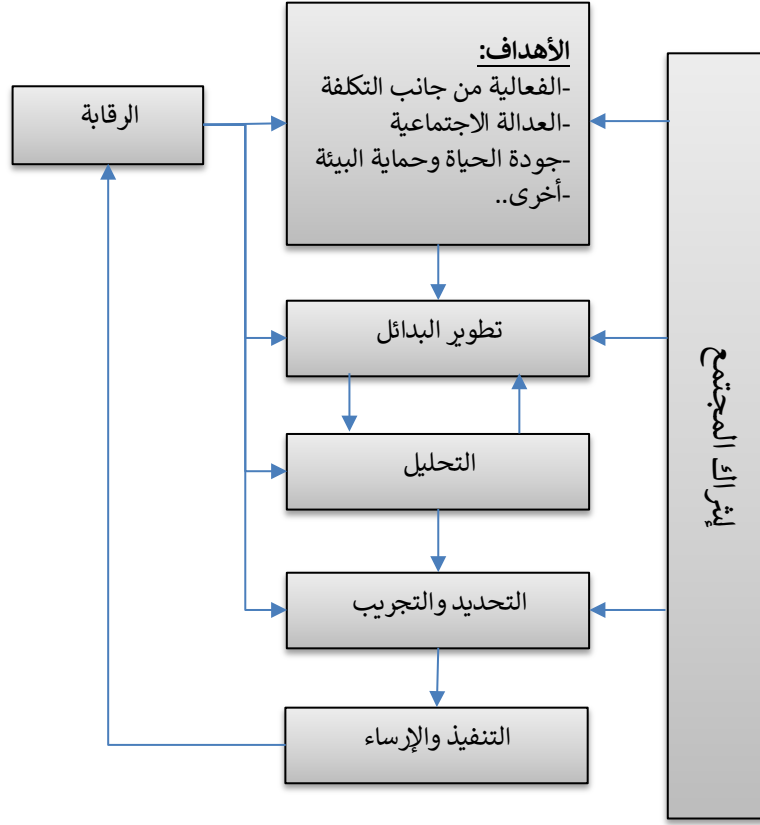 الأهداف:
-الفعالية من جانب التكلفة
-العدالة الاجتماعية
-جودة الحياة وحماية البيئة
-أخرى..
الرقابة
تطوير البدائل
التحليل
التحديد والتجريب
التنفيذ والإرساء
إشراك المجتمع